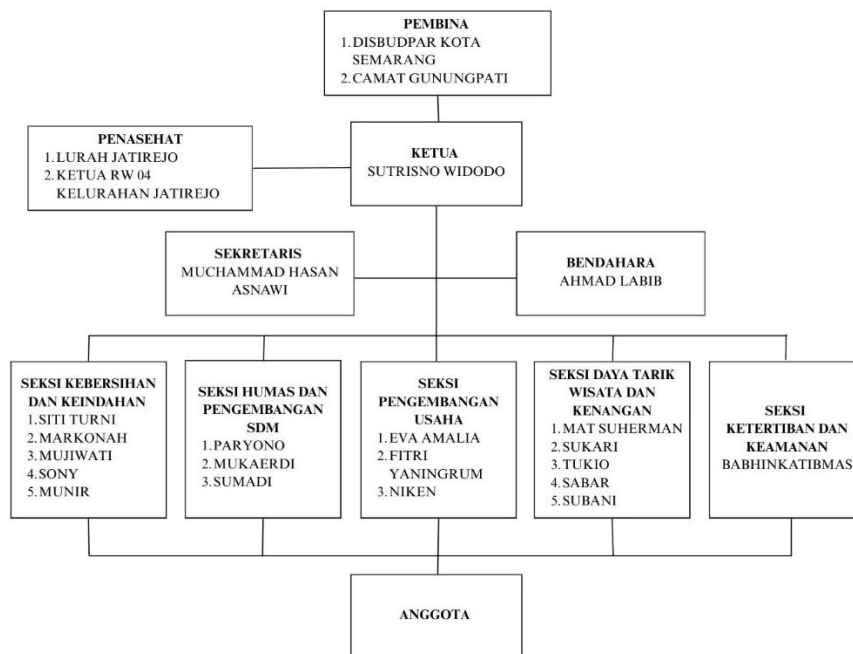 PEMBINA
1. DISBUDPAR KOTA
SEMARANG
2. CAMAT GUNUNGPATI
PENASEHAT
1. LURAH JATIREJO
2. KETUA RW 04
KELURAHAN JATIREJO
KETUA
SUTRISNO WIDODO
SEKRETARIS
MUCHAMMAD HASAN
ASNAWI
BENDAHARA
AHMAD LABIB
SEKSI KEBERSIHAN
DAN KEINDAHAN
1. SITI TURNI
2. MARKONAH
3. MUJIWATI
4. SONY
5. MUNIR
SEKSI HUMAS DAN
PENGEMBANGAN
SDM
1. PARYONO
2. MUKAERDI
3. SUMADI
SEKSI
PENGEMBANGAN
USAHA
1. EVA AMALIA
2. FITRI
YANINGRUM
3. NIKEN
SEKSI DAYA TARIK
WISATA DAN
KENANGAN
1. MAT SUHERMAN
2. SUKARI
3. TUKIO
4. SABAR
5. SUBANI
SEKSI
KETERTIBAN DAN
KEAMANAN
BABHINKATIBMAS
ANGGOTA